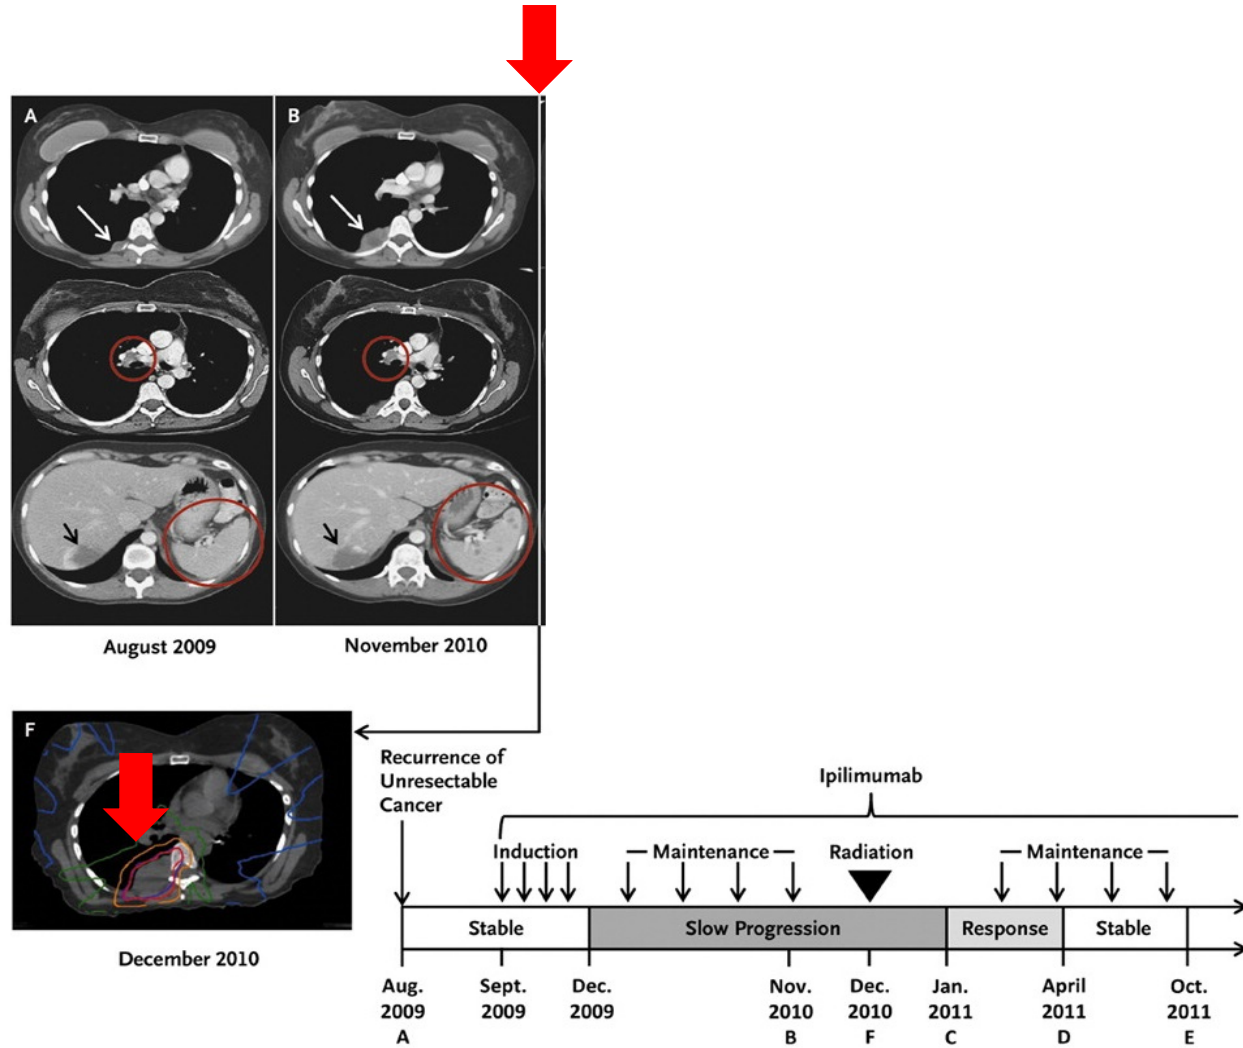 A
B
August 2009
November 2010
F
December 2010
Recurrence of
Unresectable
Cancer
Ipilimumab
Induction
Maintenance
Radiation
Maintenance
Stable
Slow Progression
Response
Stable
Aug.
2009
A
Sept.
2009
Dec.
2009
Nov.
2010
B
Dec.
2010
F
Jan.
2011
C
April
2011
D
Oct.
2011
E